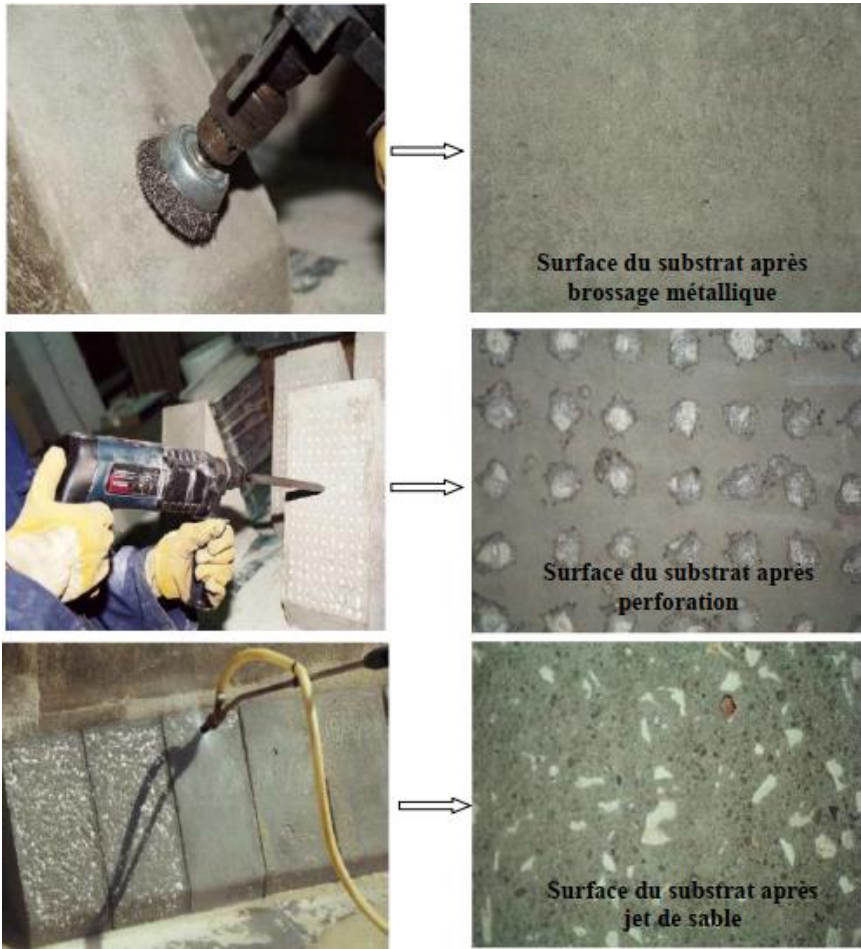 Surface du substrat après
brossage métallique
Surface du substrat après
perforation
Surface du substrat après
jet de sable